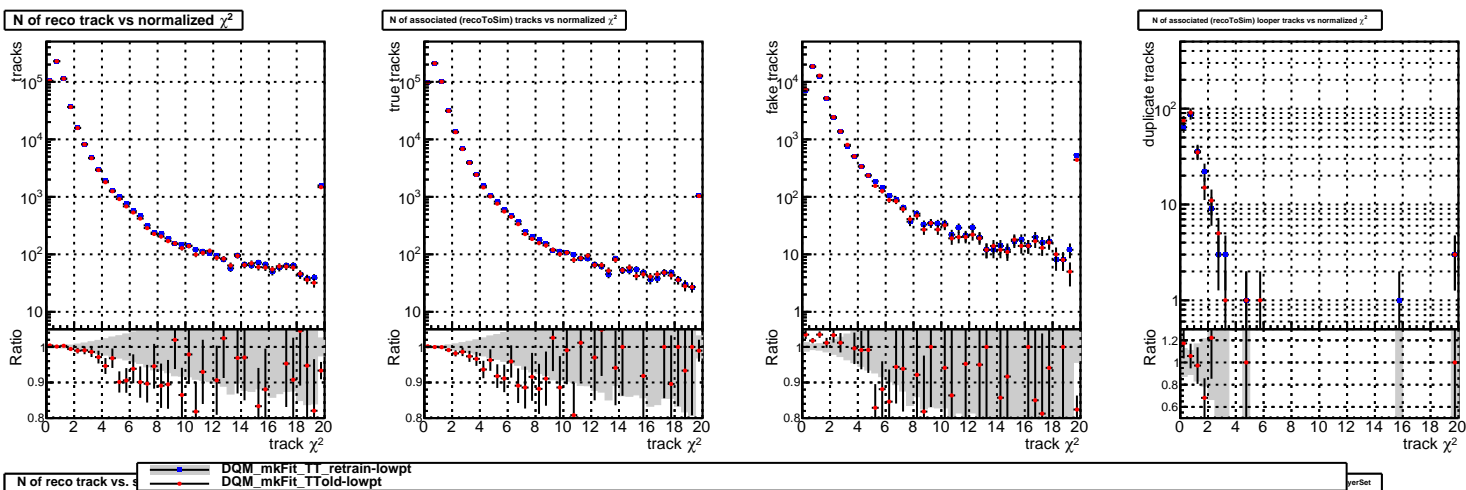 N of reco track vs normalized χ²
N of associated (recoToSim) tracks vs normalized χ²
N of associated (recoToSim) looper tracks vs normalized χ²
tracks
10⁵
10⁴
10³
10²
10
Ratio
1
0.9
0.8
0 2 4 6 8 10 12 14 16 18 20
track χ²
true tracks
10⁵
10⁴
10³
10²
10
Ratio
1
0.9
0.8
0 2 4 6 8 10 12 14 16 18 20
track χ²
fake tracks
10⁴
10³
10²
10
1
Ratio
1
0.9
0.8
0 2 4 6 8 10 12 14 16 18 20
track χ²
duplicate tracks
10²
10
1
Ratio
1.2
1
0.8
0.6
0 2 4 6 8 10 12 14 16 18 20
track χ²
DQM_mkFit_TT_retrain-lowpt
N of reco track vs. s
yerSet
DQM_mkFit_TTold-lowpt